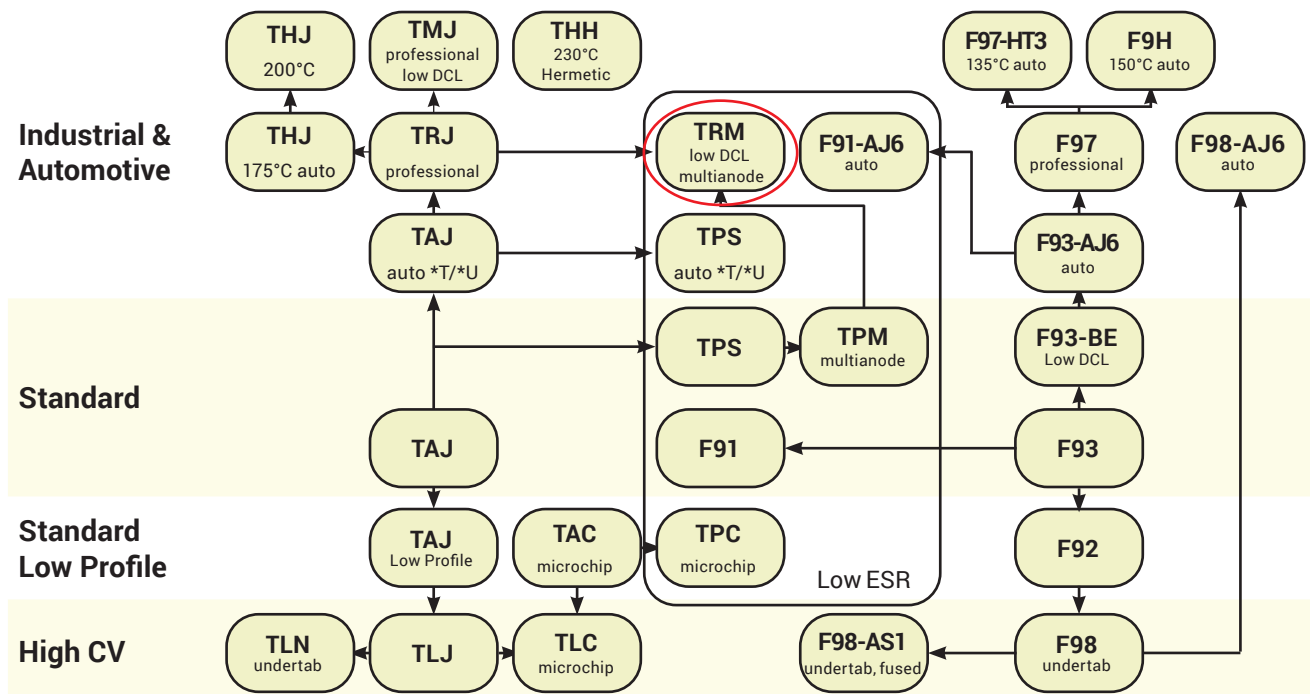 THJ
200°C
TMJ
professional
low DCL
THH
230°C
Hermetic
F97-HT3
135°C auto
F9H
150°C auto
Industrial &
Automotive
THJ
175°C auto
TRJ
professional
TRM
low DCL
multianode
F91-AJ6
auto
F97
professional
F98-AJ6
auto
TAJ
auto *T/*U
TPS
auto *T/*U
F93-AJ6
auto
Standard
TPS
TPM
multianode
F93-BE
Low DCL
TAJ
F91
F93
Standard
Low Profile
TAJ
Low Profile
TAC
microchip
TPC
microchip
Low ESR
F92
High CV
TLN
undertab
TLJ
TLC
microchip
F98-AS1
undertab, fused
F98
undertab